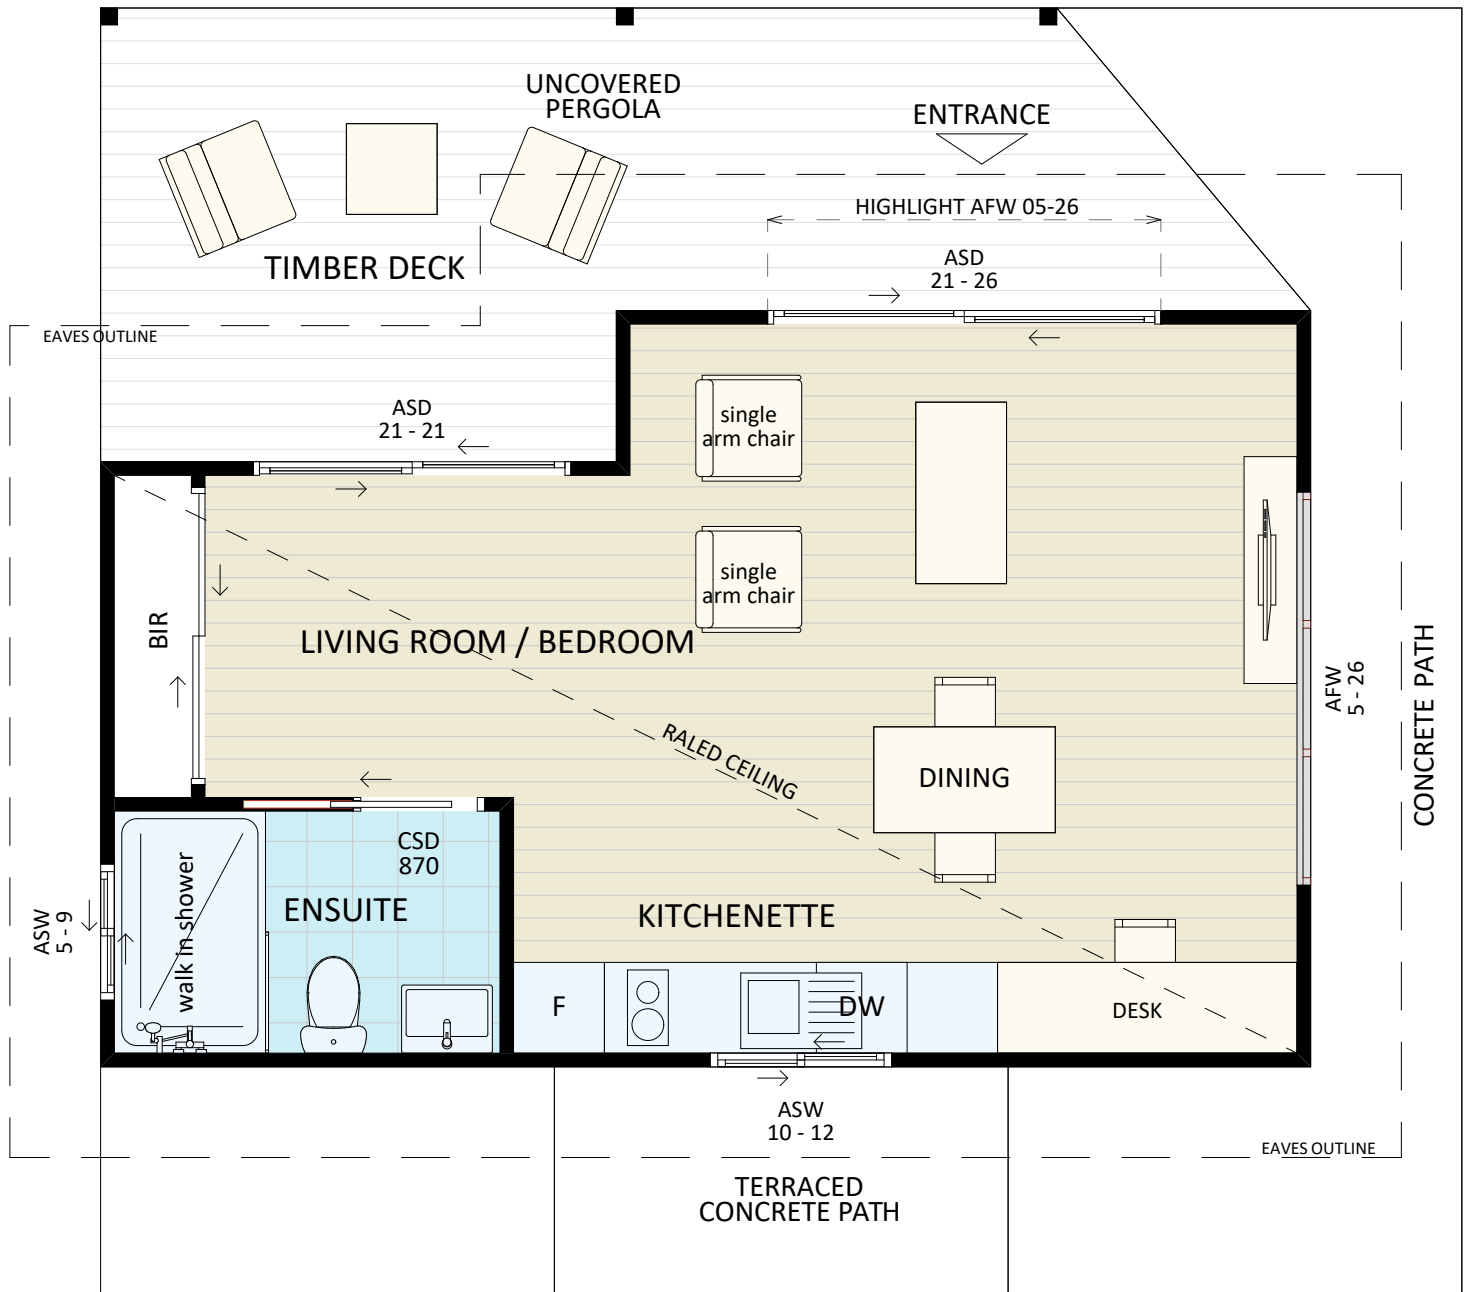 UNCOVERED
PERGOLA
ENTRANCE
HIGHLIGHT AFW 05-26
TIMBER DECK
ASD
21 - 26
EAVES OUTLINE
ASD
21 - 21
single
arm chair
single
arm chair
BIR
LIVING ROOM / BEDROOM
AFW
5 - 26
CONCRETE PATH
RALED CEILING
DINING
CSD
870
ENSUITE
walk in shower
ASW
5 - 9
KITCHENETTE
F
DW
DESK
ASW
10 - 12
EAVES OUTLINE
TERRACED
CONCRETE PATH